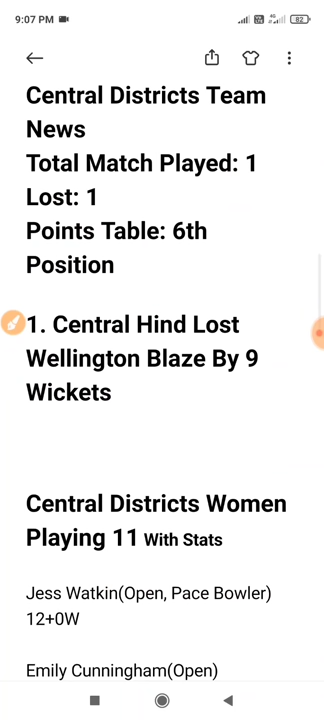 9:07 PM
82
Central Districts Team
News
Total Match Played: 1
Lost: 1
Points Table: 6th
Position
1. Central Hind Lost
Wellington Blaze By 9
Wickets
Central Districts Women
Playing 11 With Stats
Jess Watkin(Open, Pace Bowler)
12+0W
Emily Cunningham(Open)